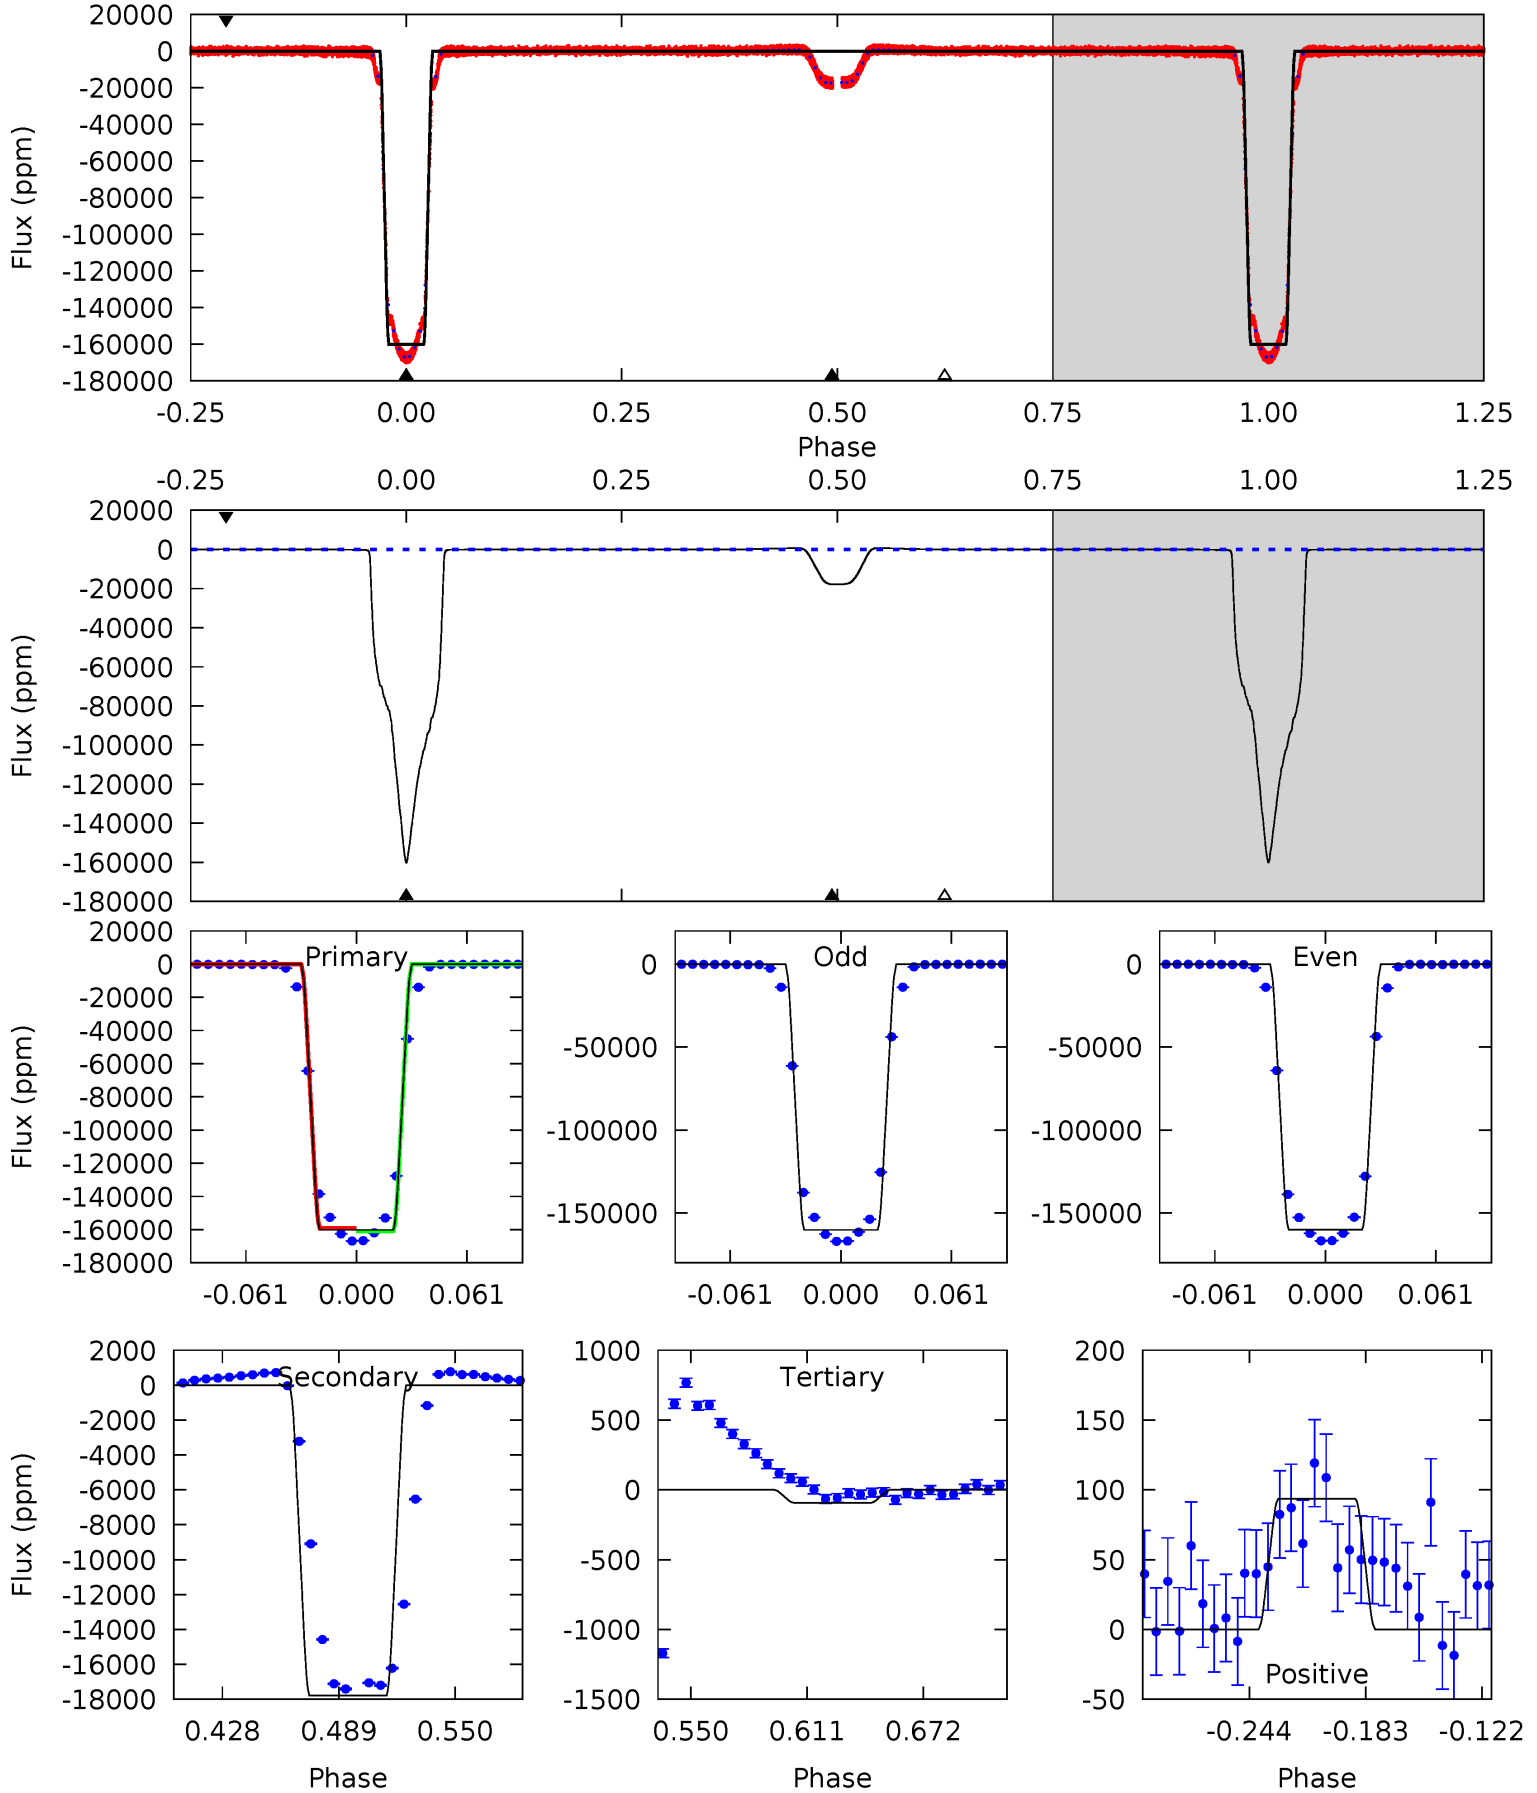 20000
0
-20000
-40000
-60000
-80000
-100000
-120000
-140000
-160000
-180000
Flux (ppm)
-0.25 0.00 0.25 0.50 0.75 1.00 1.25
Phase
-0.25 0.00 0.25 0.50 0.75 1.00 1.25
20000
0
-20000
-40000
-60000
-80000
-100000
-120000
-140000
-160000
-180000
Flux (ppm)
20000
0
-20000
-40000
-60000
-80000
-100000
-120000
-140000
-160000
-180000
Flux (ppm)
Primary
-0.061 0.000 0.061
0
-50000
-100000
-150000
Odd
-0.061 0.000 0.061
0
-50000
-100000
-150000
Even
-0.061 0.000 0.061
2000
0
-2000
-4000
-6000
-8000
-10000
-12000
-14000
-16000
-18000
Flux (ppm)
Secondary
0.428 0.489 0.550
Phase
1000
500
0
-500
-1000
-1500
Tertiary
0.550 0.611 0.672
Phase
200
150
100
50
0
-50
Positive
-0.244 -0.183 -0.122
Phase